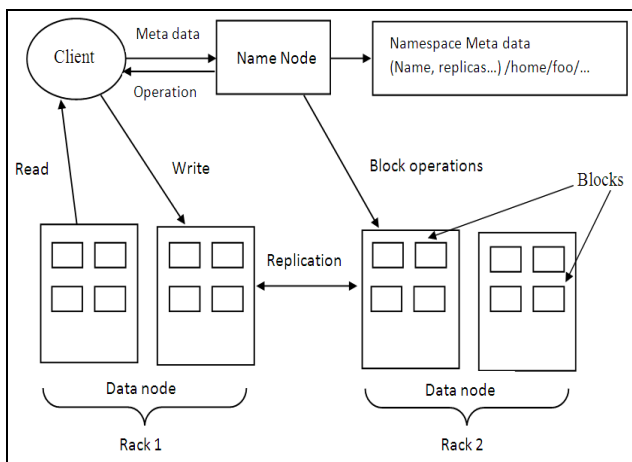 Meta data
Client
Name Node
Operation
Namespace Meta data
(Name, replicas...) /home/foo/...
Read
Write
Block operations
Blocks
Replication
Data node
Data node
Rack 1
Rack 2